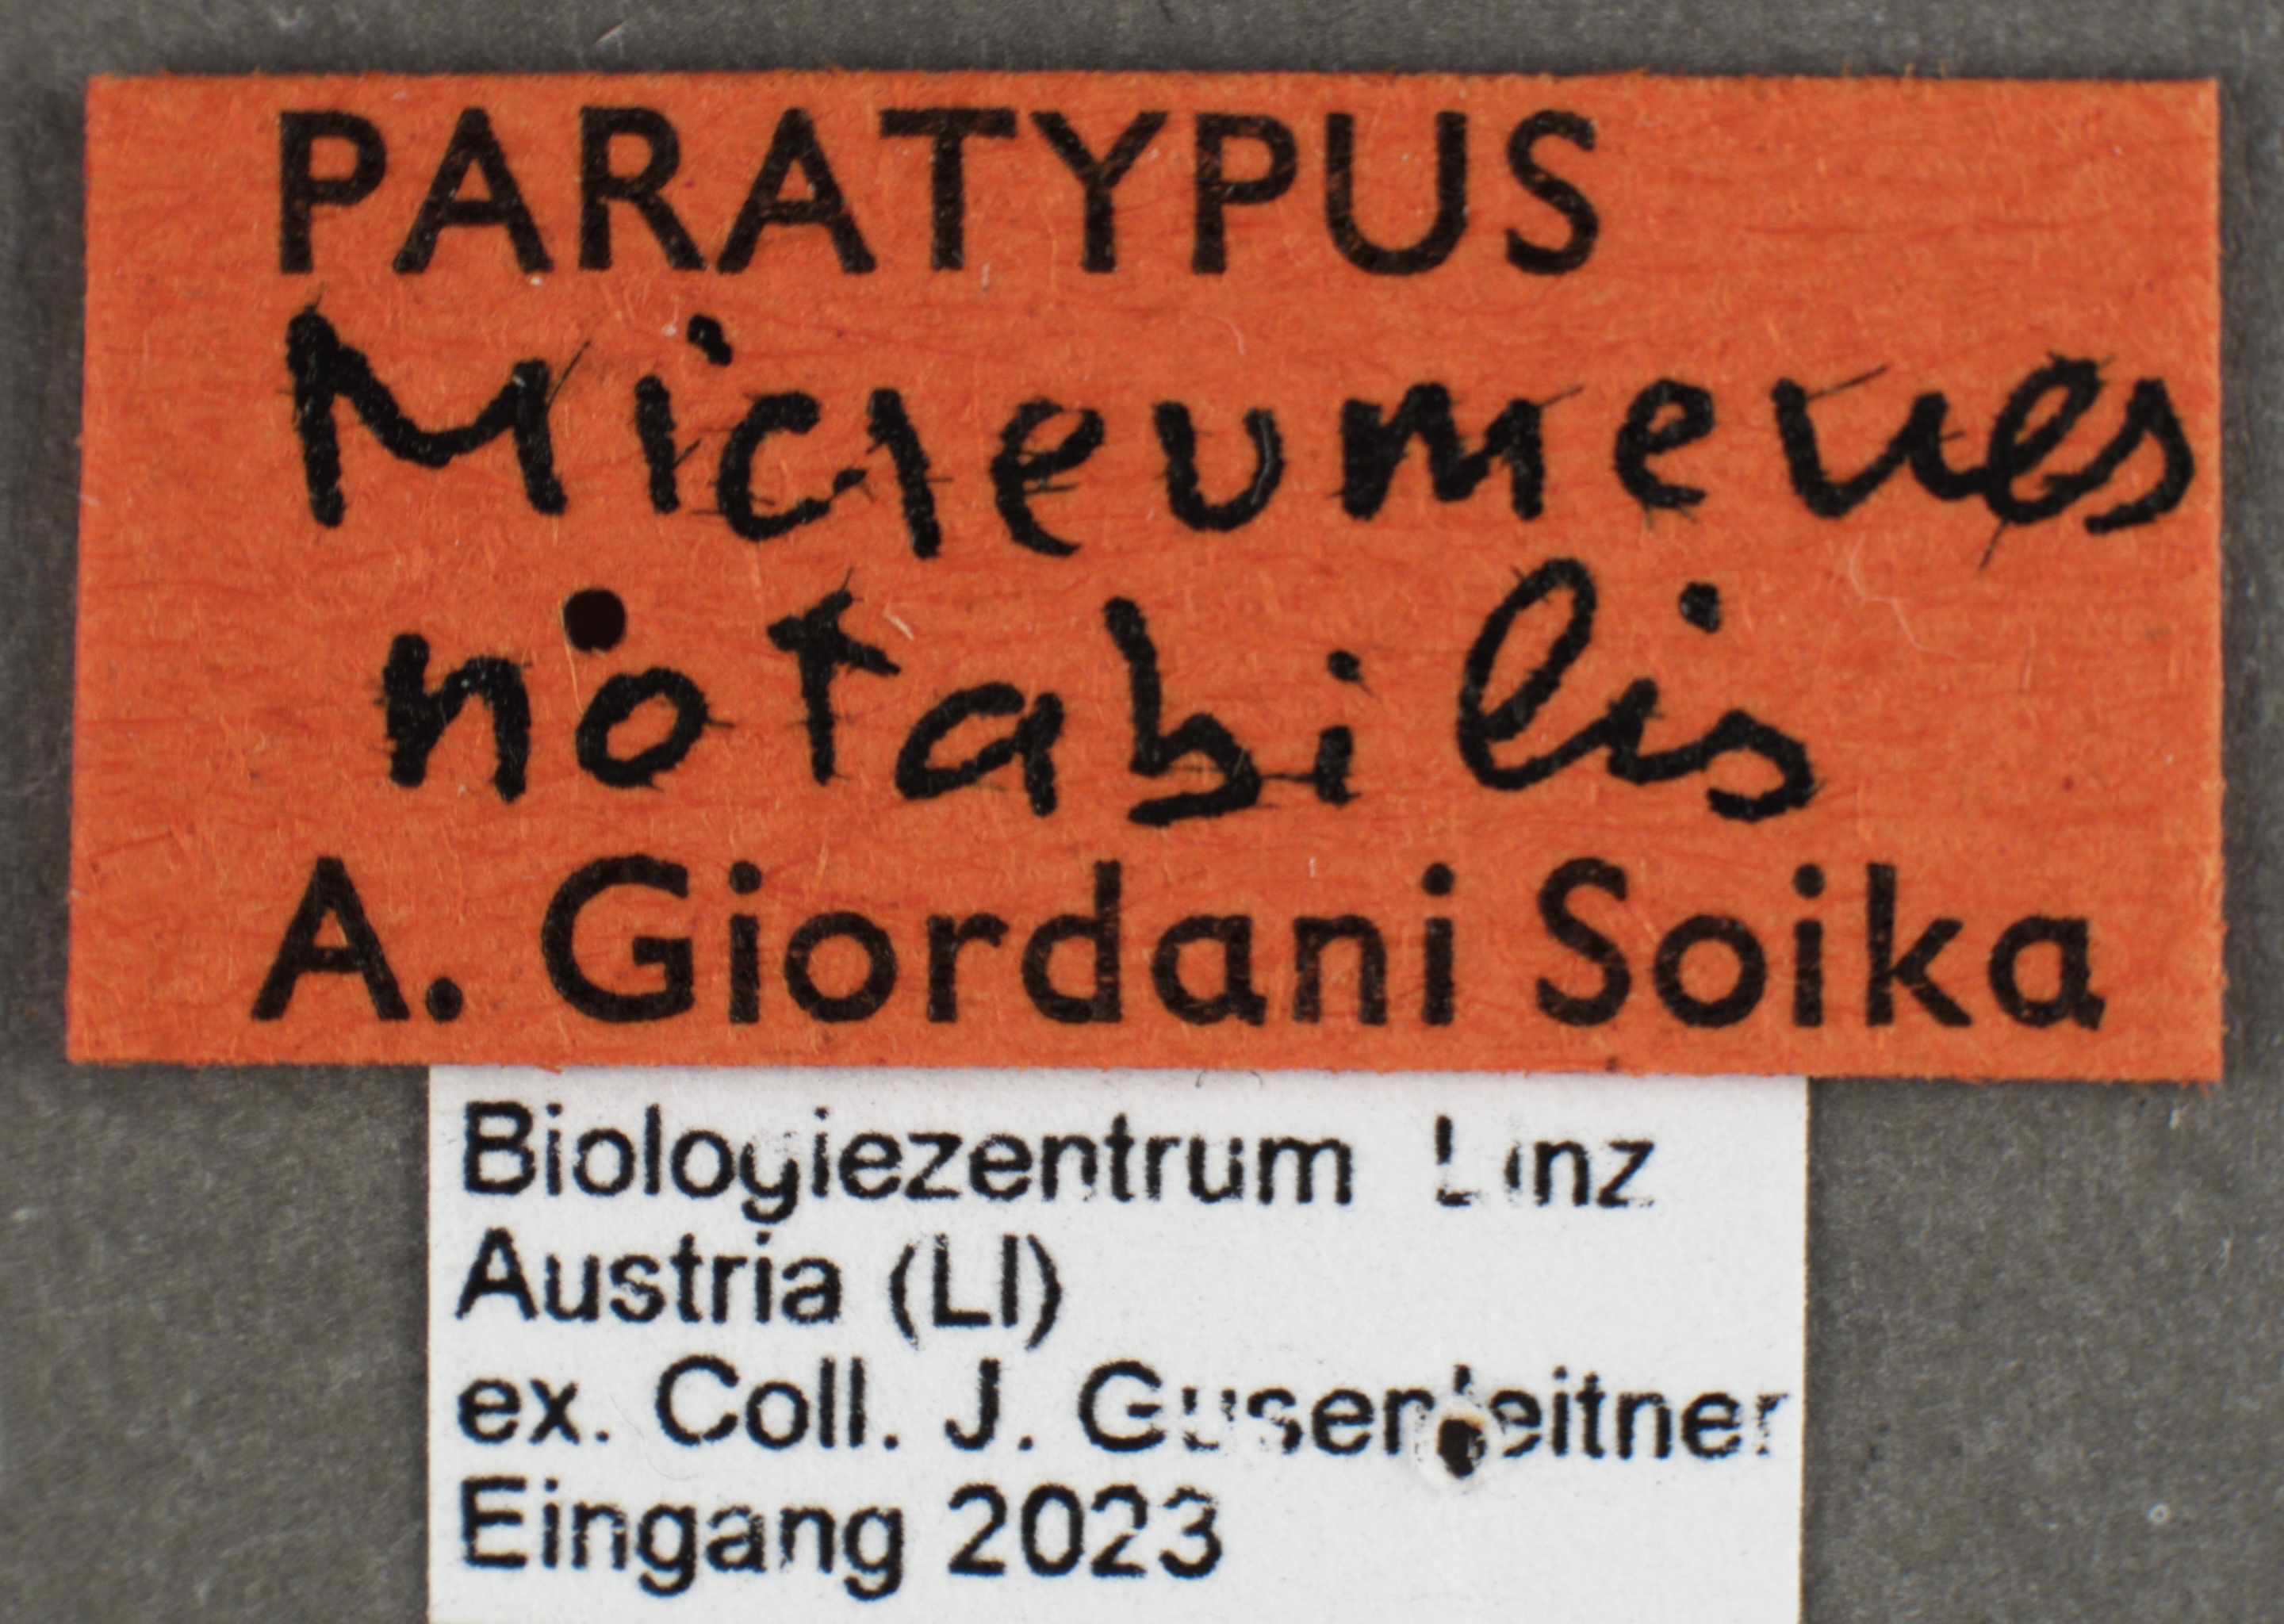 PARATYPUS
Micreumenes
notabilis
A. Giordani Soika
Biologiezentrum Linz
Austria (LI)
ex. Coll. J. Gusenleitner
Eingang 2023